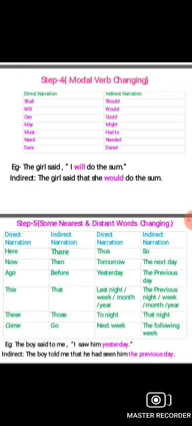 Step-4( Modal Verb Changing)
Direct Narration Indirect Narration
Shall Should
Will Would
Can Could
May Might
Must Had to
Need Needed
Dare Dared
Eg- The girl said , " I will do the sum."
Indirect: The girl said that she would do the sum.
Step-5(Some Nearest & Distant Words Changing )
Direct Indirect Direct Indirect
Narration Narration Narration Narration
Here There Thus So
Now Then Tomorrow The next day
Ago Before Yesterday The Previous
day
This That Last night / The Previous
week / month night / week
/year /month /year
These Those To night That night
Come Go Next week The following
week
Eg: The boy said to me , "I saw him yesterday."
Indirect: The boy told me that he had seen him the previous day.
MASTER RECORDER